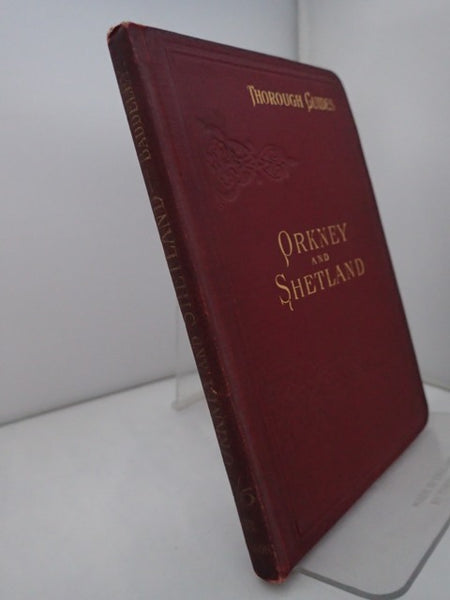 THOROUGH GUIDES
ORKNEY
AND
SHETLAND
ORKNEY AND SHETLAND — BADDELEY